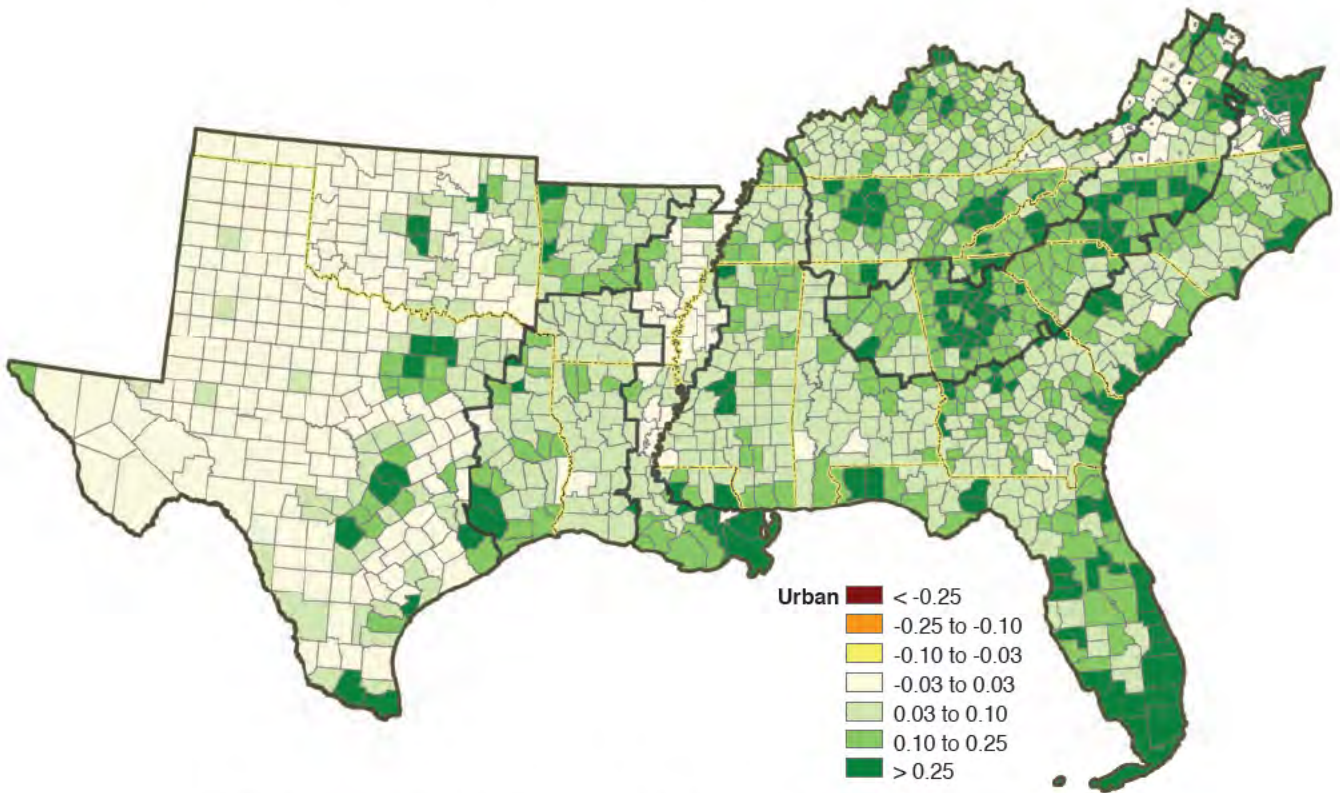 Urban
< -0.25
-0.25 to -0.10
-0.10 to -0.03
-0.03 to 0.03
0.03 to 0.10
0.10 to 0.25
> 0.25